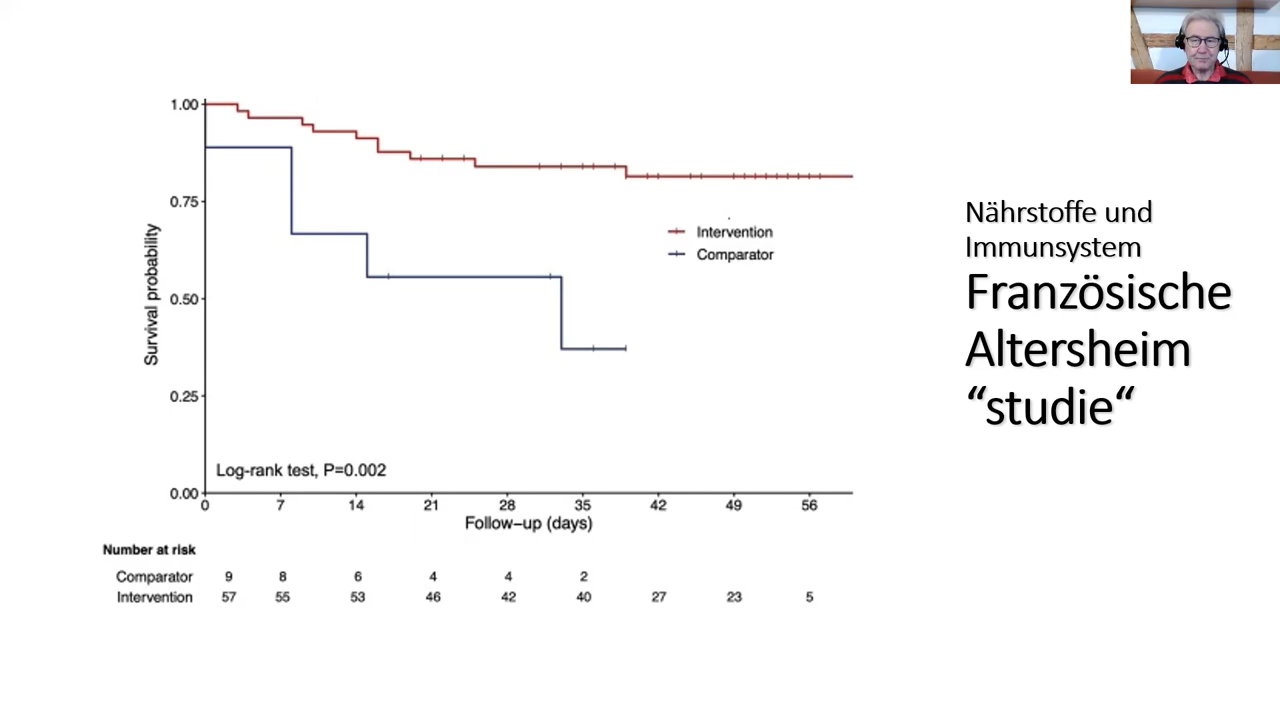 1.00
0.75
0.50
0.25
0.00
Survival probability
Intervention
Comparator
Log-rank test, P=0.002
0 7 14 21 28 35 42 49 56
Follow−up (days)
Number at risk
Comparator 9 8 6 4 4 2
Intervention 57 55 53 46 42 40 27 23 5
Nährstoffe und
Immunsystem
Französische
Altersheim
“studie“